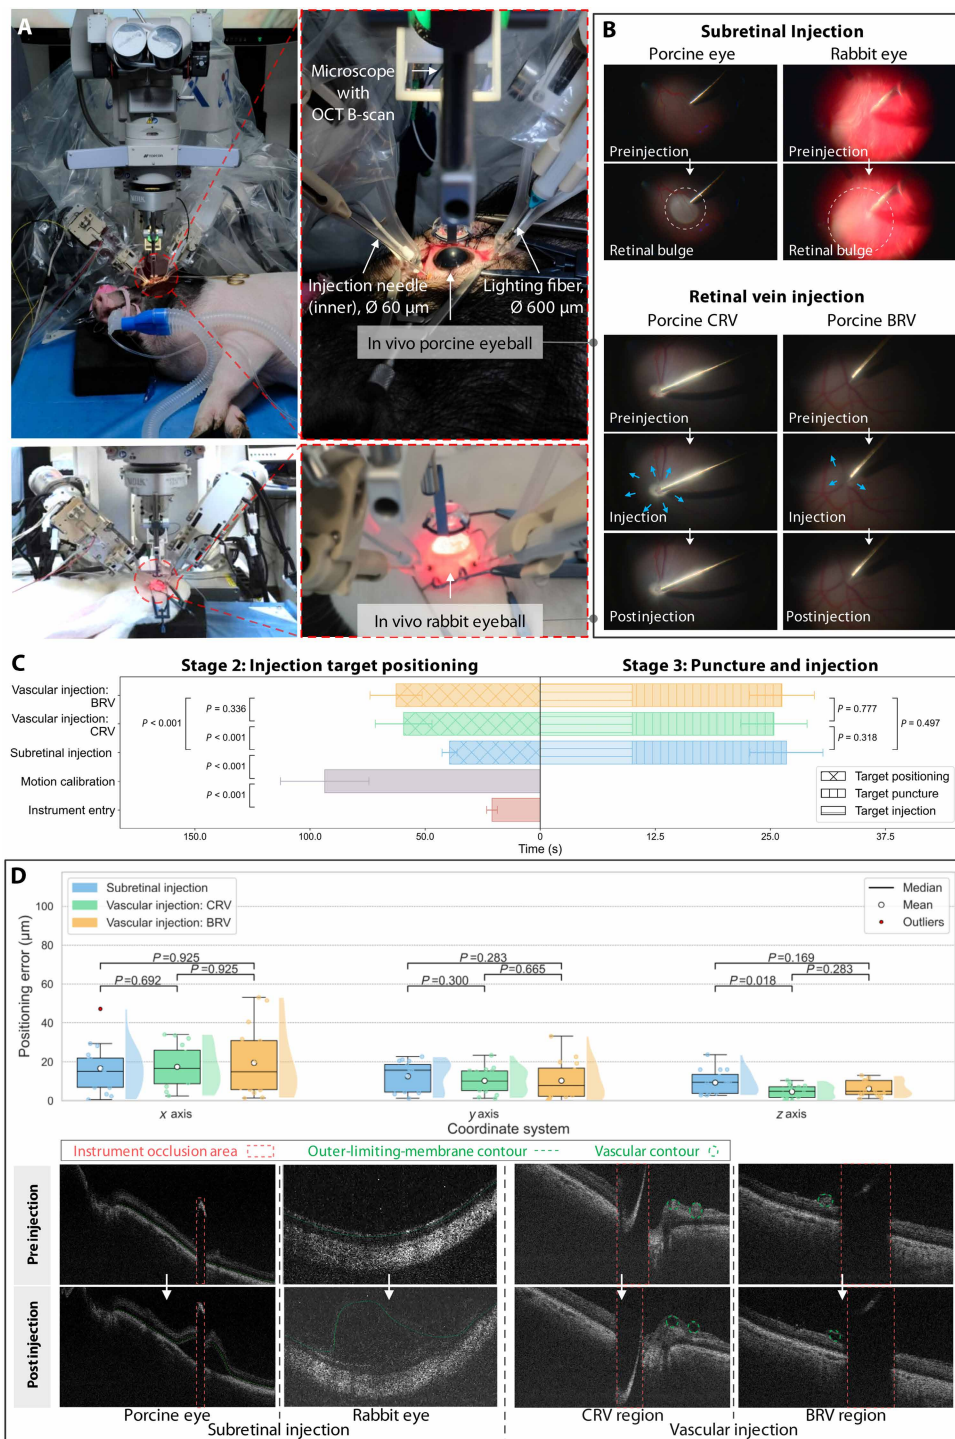 A
Microscope
with
OCT B-scan
Injection needle
(inner), Ø 60 µm
Lighting fiber,
Ø 600 µm
In vivo porcine eyeball
In vivo rabbit eyeball
B
Subretinal Injection
Porcine eye
Rabbit eye
Preinjection
Preinjection
Retinal bulge
Retinal bulge
Retinal vein injection
Porcine CRV
Porcine BRV
Preinjection
Preinjection
Injection
Injection
Postinjection
Postinjection
C
Stage 2: Injection target positioning
Stage 3: Puncture and injection
Vascular injection:
BRV
Vascular injection:
CRV
Subretinal injection
Motion calibration
Instrument entry
P < 0.001
P = 0.336
P < 0.001
P < 0.001
P < 0.001
P = 0.777
P = 0.318
P = 0.497
Target positioning
Target puncture
Target injection
150.0
100.0
50.0
0
12.5
25.0
37.5
Time (s)
D
Subretinal injection
Vascular injection: CRV
Vascular injection: BRV
Median
Mean
Outliers
Positioning error (µm)
100
80
60
40
20
0
P=0.925
P=0.925
P=0.692
P=0.283
P=0.665
P=0.300
P=0.169
P=0.283
P=0.018
x axis
y axis
z axis
Coordinate system
Instrument occlusion area
Outer-limiting-membrane contour
Vascular contour
Preinjection
Postinjection
Porcine eye
Rabbit eye
CRV region
BRV region
Subretinal injection
Vascular injection